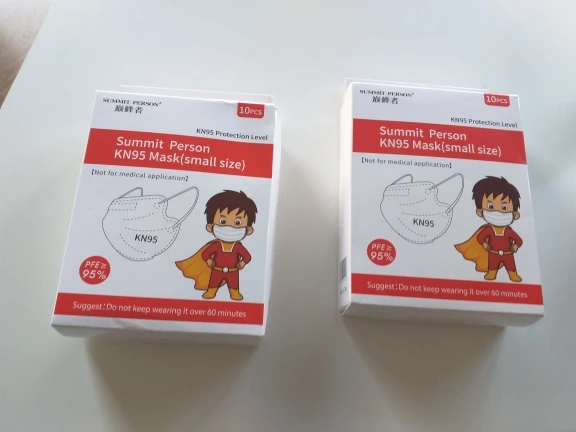 SUMMIT PERSON®
巅峰者
10PCS
KN95 Protection Level
Summit Person
KN95 Mask(small size)
【Not for medical application】
KN95
PFE≥
95%
Suggest: Do not keep wearing it over 60 minutes
SUMMIT PERSON®
巅峰者
10PCS
KN95 Protection Level
Summit Person
KN95 Mask(small size)
【Not for medical application】
KN95
PFE≥
95%
Suggest: Do not keep wearing it over 60 minutes